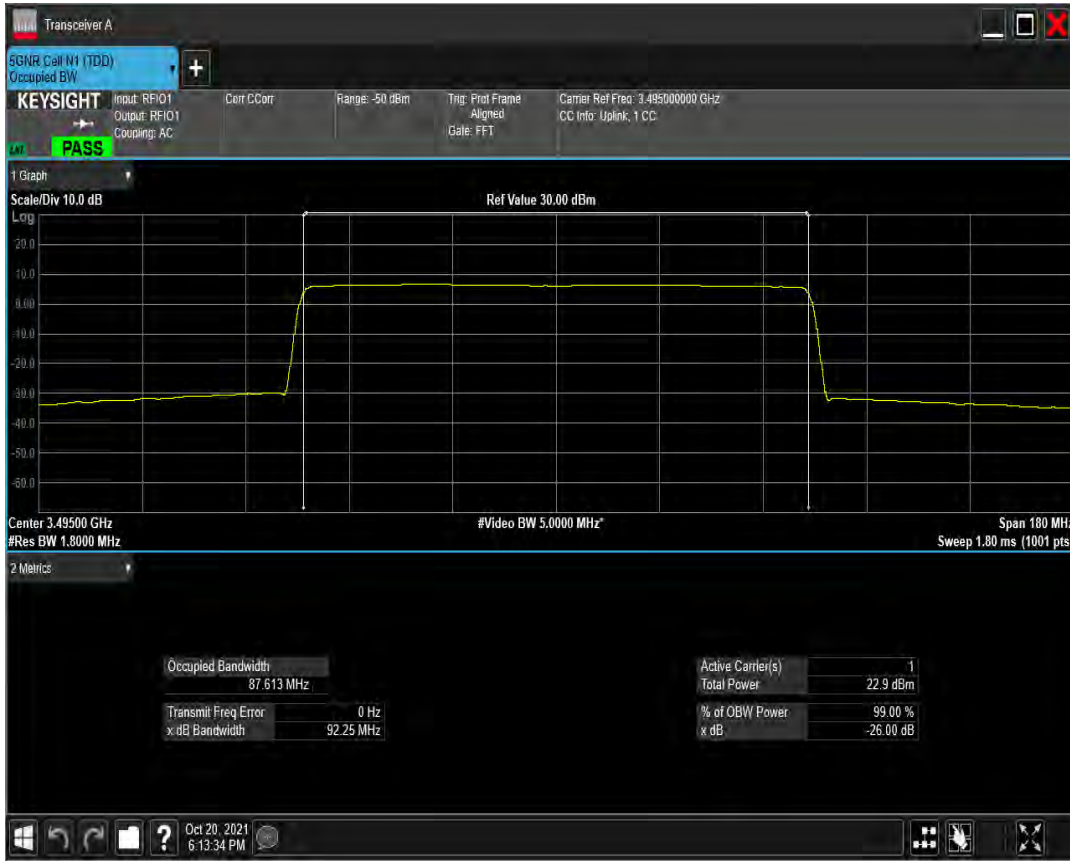 Transceiver A
5GNR Cell N1 (TDD)
Occupied BW
+
KEYSIGHT
Input: RFIO1
Output: RFIO1
Coupling: AC
Corr CCorr
Range: -50 dBm
Trig: Prot Frame
Aligned
Gate: FFT
Carrier Ref Freq: 3.495000000 GHz
CC Info: Uplink, 1 CC
PASS
1 Graph
Scale/Div 10.0 dB
Ref Value 30.00 dBm
Log
20.0
10.0
0.00
-10.0
-20.0
-30.0
-40.0
-50.0
-60.0
Center 3.49500 GHz
#Video BW 5.0000 MHz*
Span 180 MHz
#Res BW 1.8000 MHz
Sweep 1.80 ms (1001 pts
2 Metrics
Occupied Bandwidth
87.613 MHz
Transmit Freq Error 0 Hz
x dB Bandwidth 92.25 MHz
Active Carrier(s) 1
Total Power 22.9 dBm
% of OBW Power 99.00 %
x dB -26.00 dB
?
Oct 20, 2021
6:13:34 PM